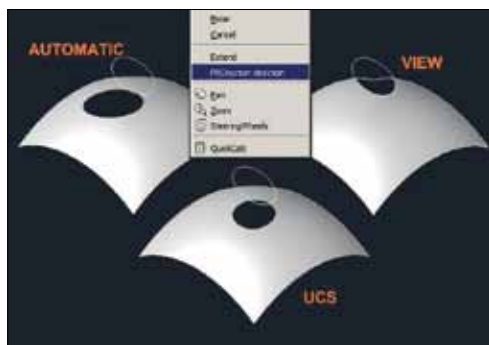 Enter
Cancel
AUTOMATIC
Extend
PROjection direction
VIEW
Pan
Zoom
SteeringWheels
QuickCalc
UCS